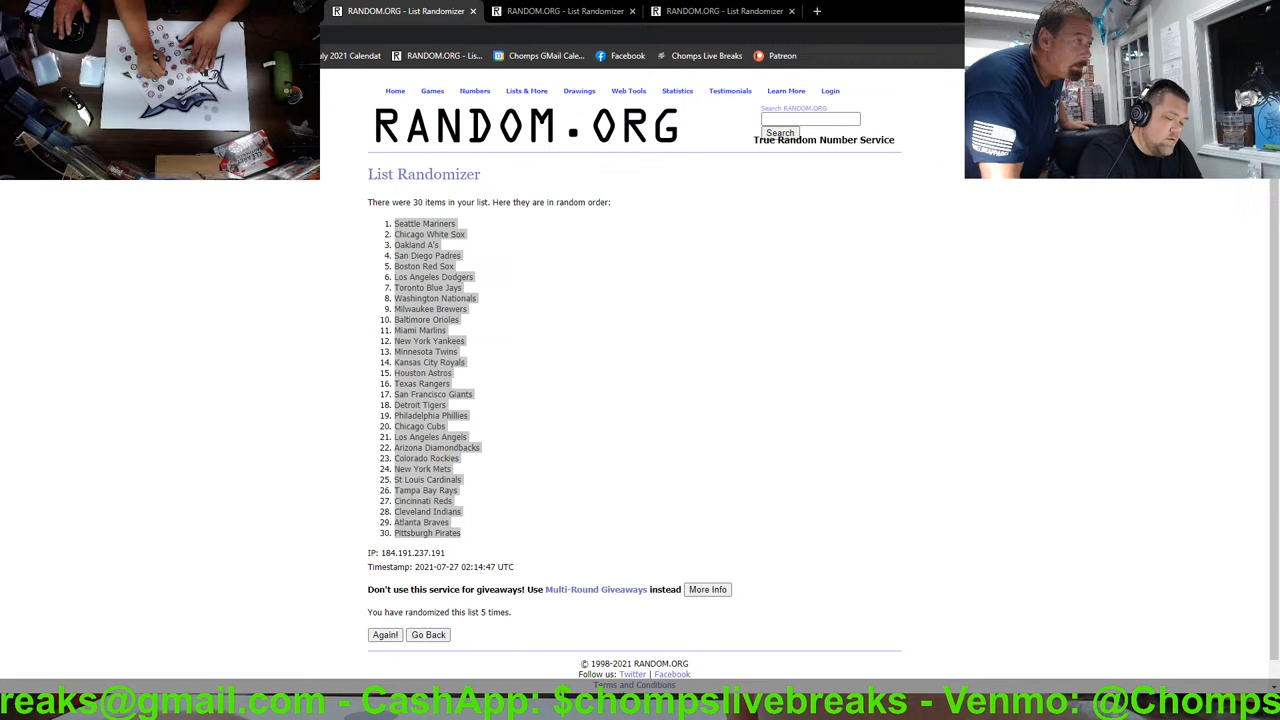 RANDOM.ORG - List Randomizer
RANDOM.ORG - List Randomizer
RANDOM.ORG - List Randomizer
ly 2021 Calendat
RANDOM.ORG - Lis...
Chomps GMail Cale...
Facebook
Chomps Live Breaks
Patreon
Home Games Numbers Lists & More Drawings Web Tools Statistics Testimonials Learn More Login
Search RANDOM.ORG
RANDOM.ORG
Search
True Random Number Service
List Randomizer
There were 30 items in your list. Here they are in random order:
1. Seattle Mariners
2. Chicago White Sox
3. Oakland A's
4. San Diego Padres
5. Boston Red Sox
6. Los Angeles Dodgers
7. Toronto Blue Jays
8. Washington Nationals
9. Milwaukee Brewers
10. Baltimore Orioles
11. Miami Marlins
12. New York Yankees
13. Minnesota Twins
14. Kansas City Royals
15. Houston Astros
16. Texas Rangers
17. San Francisco Giants
18. Detroit Tigers
19. Philadelphia Phillies
20. Chicago Cubs
21. Los Angeles Angels
22. Arizona Diamondbacks
23. Colorado Rockies
24. New York Mets
25. St Louis Cardinals
26. Tampa Bay Rays
27. Cincinnati Reds
28. Cleveland Indians
29. Atlanta Braves
30. Pittsburgh Pirates
IP: 184.191.237.191
Timestamp: 2021-07-27 02:14:47 UTC
Don't use this service for giveaways! Use Multi-Round Giveaways instead More Info
You have randomized this list 5 times.
Again! Go Back
© 1998-2021 RANDOM.ORG
Follow us: Twitter | Facebook
Terms and Conditions
reaks@gmail.com - CashApp: $chompslivebreaks - Venmo: @Chomps